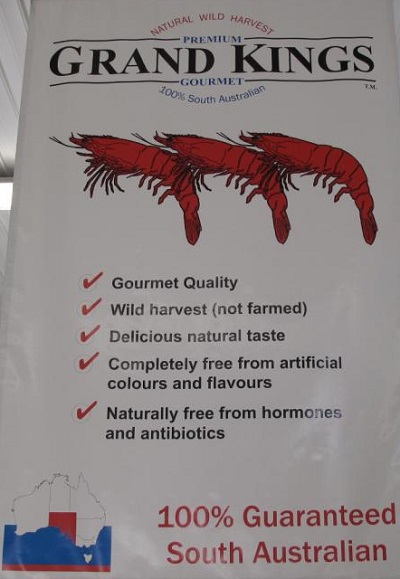 NATURAL WILD HARVEST
PREMIUM
GRAND KINGS
GOURMET
T.M.
100% South Australian
Gourmet Quality
Wild harvest (not farmed)
Delicious natural taste
Completely free from artificial
colours and flavours
Naturally free from hormones
and antibiotics
100% Guaranteed
South Australian